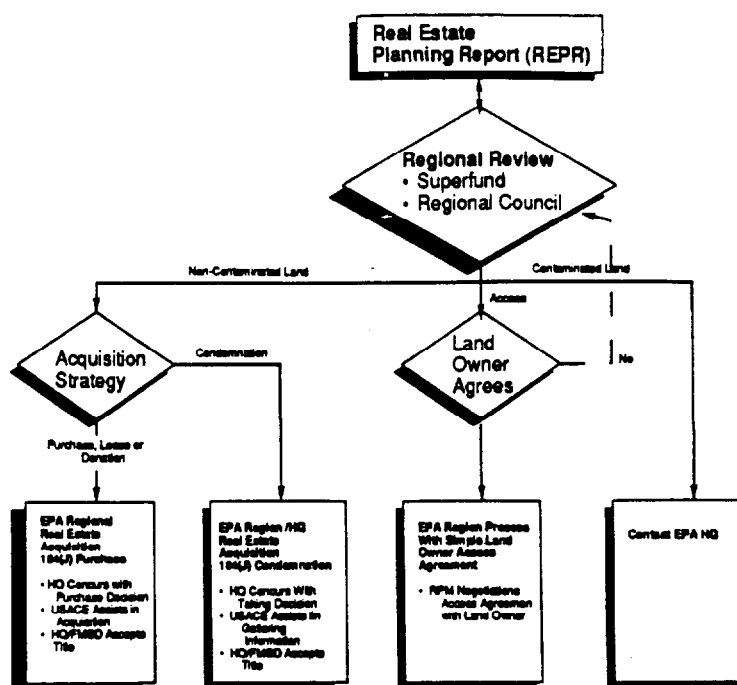 Real Estate
Planning Report (REPR)
Regional Review
• Superfund
• Regional Council
Non-Contaminated Land
Contaminated Land
Access
Acquisition
Strategy
Condemnation
Land
Owner
Agrees
No
Purchase, Lease or
Donation
EPA Regional
Real Estate
Acquisition
104(J) Purchase
• HQ Concurs with
Purchase Decision
• USACE Assists in
Acquisition
• HQ/FMSD Accepts
Title
EPA Region /HQ
Real Estate
Acquisition
104(J) Condemnation
• HQ Concurs With
Taking Decision
• USACE Assists in
Gathering
Information
• HQ/FMSD Accepts
Title
EPA Region Process
With Simple Land
Owner Access
Agreement
• RPM Negotiations
Access Agreemen
with Land Owner
Contact EPA HQ